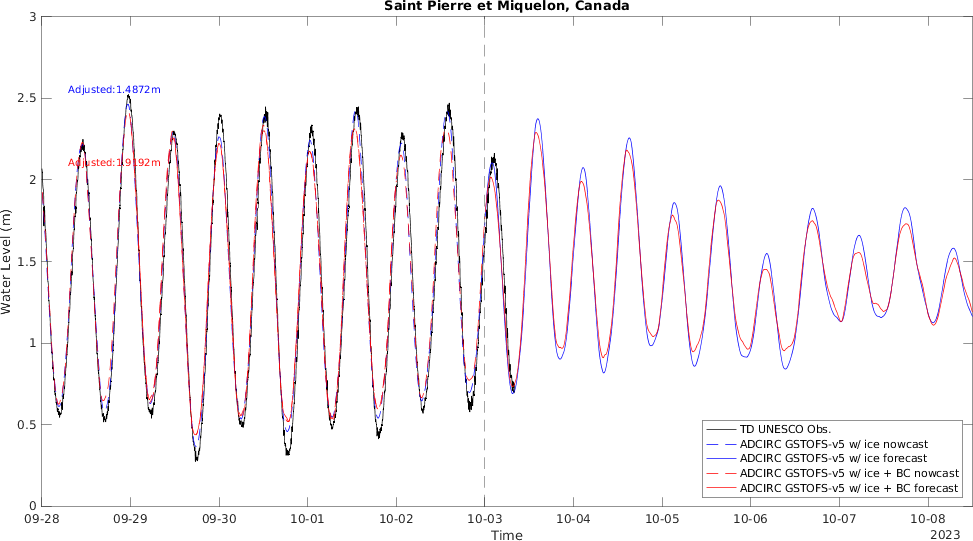 Saint Pierre et Miquelon, Canada
3
2.5
2
1.5
1
0.5
0
Water Level (m)
Adjusted:1.4872m
Adjusted:1.9192m
TD UNESCO Obs.
ADCIRC GSTOFS-v5 w/ ice nowcast
ADCIRC GSTOFS-v5 w/ ice forecast
ADCIRC GSTOFS-v5 w/ ice + BC nowcast
ADCIRC GSTOFS-v5 w/ ice + BC forecast
09-28 09-29 09-30 10-01 10-02 10-03 10-04 10-05 10-06 10-07 10-08
Time
2023